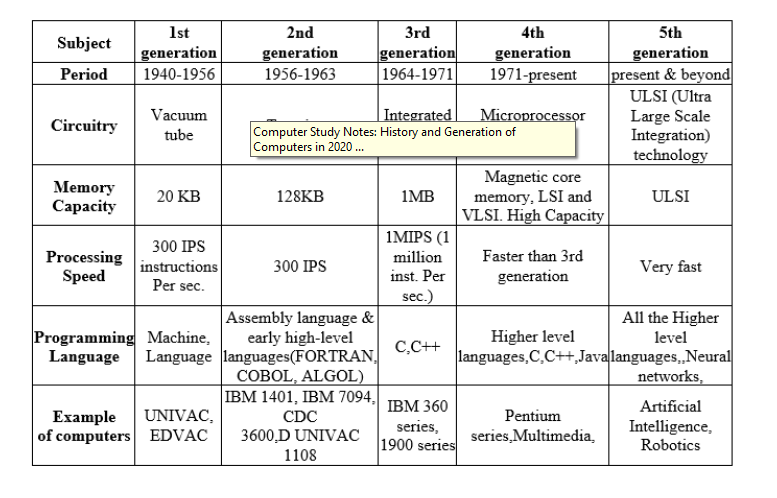 Subject
1st
generation
2nd
generation
3rd
generation
4th
generation
5th
generation
Period
1940-1956
1956-1963
1964-1971
1971-present
present & beyond
Circuitry
Vacuum
tube
Integrated
Microprocessor
ULSI (Ultra
Large Scale
Integration)
technology
Computer Study Notes: History and Generation of
Computers in 2020 ...
Memory
Capacity
20 KB
128KB
1MB
Magnetic core
memory, LSI and
VLSI. High Capacity
ULSI
Processing
Speed
300 IPS
instructions
Per sec.
300 IPS
1MIPS (1
million
inst. Per
sec.)
Faster than 3rd
generation
Very fast
Programming
Language
Machine,
Language
Assembly language &
early high-level
languages(FORTRAN,
COBOL, ALGOL)
C,C++
Higher level
languages,C,C++,Java
All the Higher
level
languages,,Neural
networks,
Example
of computers
UNIVAC,
EDVAC
IBM 1401, IBM 7094,
CDC
3600,D UNIVAC
1108
IBM 360
series,
1900 series
Pentium
series,Multimedia,
Artificial
Intelligence,
Robotics